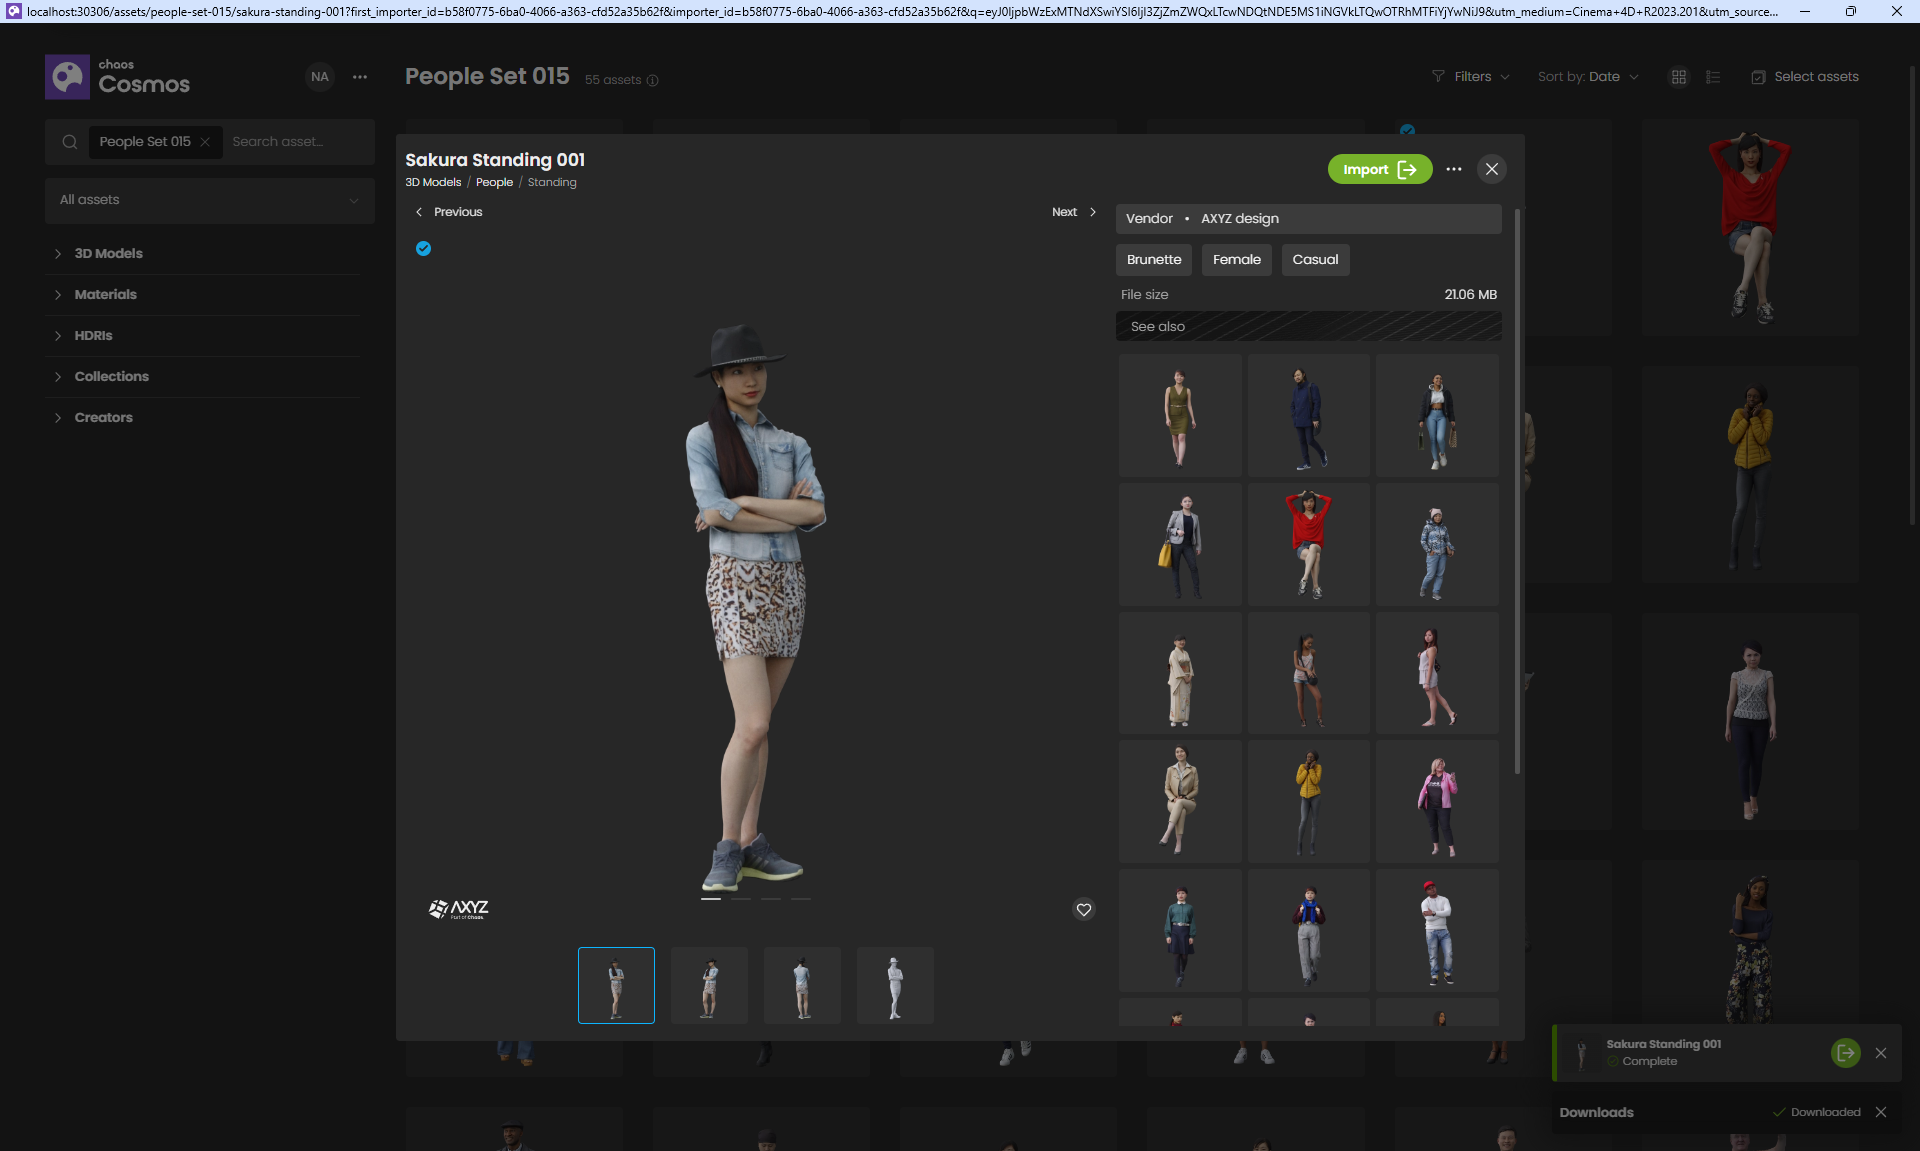 localhost:30306/assets/people-set-015/sakura-standing-001?first_importer_id=b58f0775-6ba0-4066-a363-cfd52a35b62f&importer_id=b58f0775-6ba0-4066-a363-cfd52a35b62f&q=eyJ0IjpbWzExMTNdXSwiYSI6IjI3ZjZmZWQxLTcwNDQtNDE5MS1iNGVkLTQwOTRhMTFiYjYwNiJ9&utm_medium=Cinema+4D+R2023.201&utm_source...
chaos
Cosmos
NA
People Set 015
55 assets
Filters
Sort by: Date
Select assets
People Set 015
Search asset...
All assets
3D Models
Materials
HDRIs
Collections
Creators
Sakura Standing 001
3D Models / People / Standing
Import
Previous
Next
Vendor • AXYZ design
Brunette
Female
Casual
File size
21.06 MB
See also
AXYZ
Part of Chaos.
Sakura Standing 001
Complete
Downloads
Downloaded